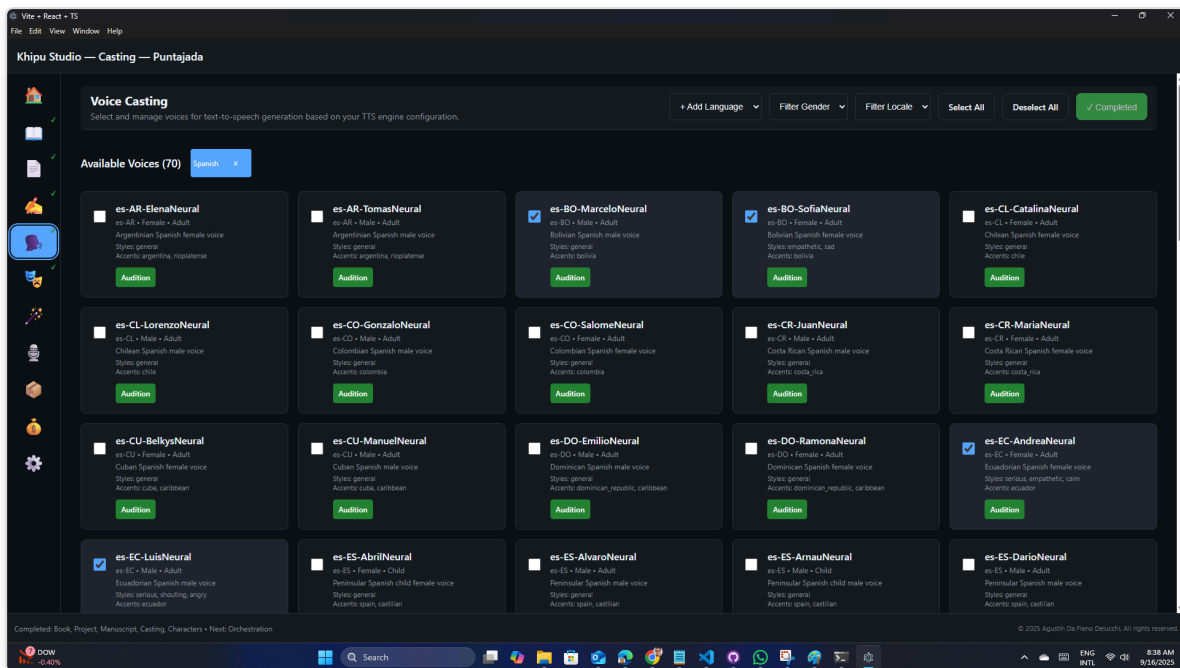 Vite + React + TS
File Edit View Window Help
Khipu Studio — Casting — Puntajada
Voice Casting
Select and manage voices for text-to-speech generation based on your TTS engine configuration.
+ Add Language
Filter Gender
Filter Locale
Select All
Deselect All
✓ Completed
Available Voices (70)
Spanish x
es-AR-ElenaNeural
es-AR • Female • Adult
Argentinian Spanish female voice
Styles: general
Accents: argentina, rioplatense
Audition
es-AR-TomasNeural
es-AR • Male • Adult
Argentinian Spanish male voice
Styles: general
Accents: argentina, rioplatense
Audition
es-BO-MarceloNeural
es-BO • Male • Adult
Bolivian Spanish male voice
Styles: general
Accents: bolivia
Audition
es-BO-SofiaNeural
es-BO • Female • Adult
Bolivian Spanish female voice
Styles: empathetic, sad
Accents: bolivia
Audition
es-CL-CatalinaNeural
es-CL • Female • Adult
Chilean Spanish female voice
Styles: general
Accents: chile
Audition
es-CL-LorenzoNeural
es-CL • Male • Adult
Chilean Spanish male voice
Styles: general
Accents: chile
Audition
es-CO-GonzaloNeural
es-CO • Male • Adult
Colombian Spanish male voice
Styles: general
Accents: colombia
Audition
es-CO-SalomeNeural
es-CO • Female • Adult
Colombian Spanish female voice
Styles: general
Accents: colombia
Audition
es-CR-JuanNeural
es-CR • Male • Adult
Costa Rican Spanish male voice
Styles: general
Accents: costa_rica
Audition
es-CR-MariaNeural
es-CR • Female • Adult
Costa Rican Spanish female voice
Styles: general
Accents: costa_rica
Audition
es-CU-BelkysNeural
es-CU • Female • Adult
Cuban Spanish female voice
Styles: general
Accents: cuba, caribbean
Audition
es-CU-ManuelNeural
es-CU • Male • Adult
Cuban Spanish male voice
Styles: general
Accents: cuba, caribbean
Audition
es-DO-EmilioNeural
es-DO • Male • Adult
Dominican Spanish male voice
Styles: general
Accents: dominican_republic, caribbean
Audition
es-DO-RamonaNeural
es-DO • Female • Adult
Dominican Spanish female voice
Styles: general
Accents: dominican_republic, caribbean
Audition
es-EC-AndreaNeural
es-EC • Female • Adult
Ecuadorian Spanish female voice
Styles: serious, empathetic, calm
Accents: ecuador
Audition
es-EC-LuisNeural
es-EC • Male • Adult
Ecuadorian Spanish male voice
Styles: serious, shouting, angry
Accents: ecuador
es-ES-AbrilNeural
es-ES • Female • Child
Peninsular Spanish child female voice
Styles: general
Accents: spain, castilian
es-ES-AlvaroNeural
es-ES • Male • Adult
Peninsular Spanish male voice
Styles: general
Accents: spain, castilian
es-ES-ArnauNeural
es-ES • Male • Child
Peninsular Spanish child male voice
Styles: general
Accents: spain, castilian
es-ES-DarioNeural
es-ES • Male • Adult
Peninsular Spanish male voice
Styles: general
Accents: spain, castilian
Completed: Book, Project, Manuscript, Casting, Characters • Next: Orchestration
© 2025 Agustín Da Fieno Delucchi. All rights reserved.
7
DOW
-0.40%
Search
ENG
INTL
8:38 AM
9/16/2025